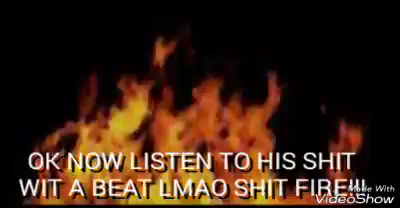 OK NOW LISTEN TO HIS SHIT
WIT A BEAT LMAO SHIT FIRE!!!
Made With
VideoShow